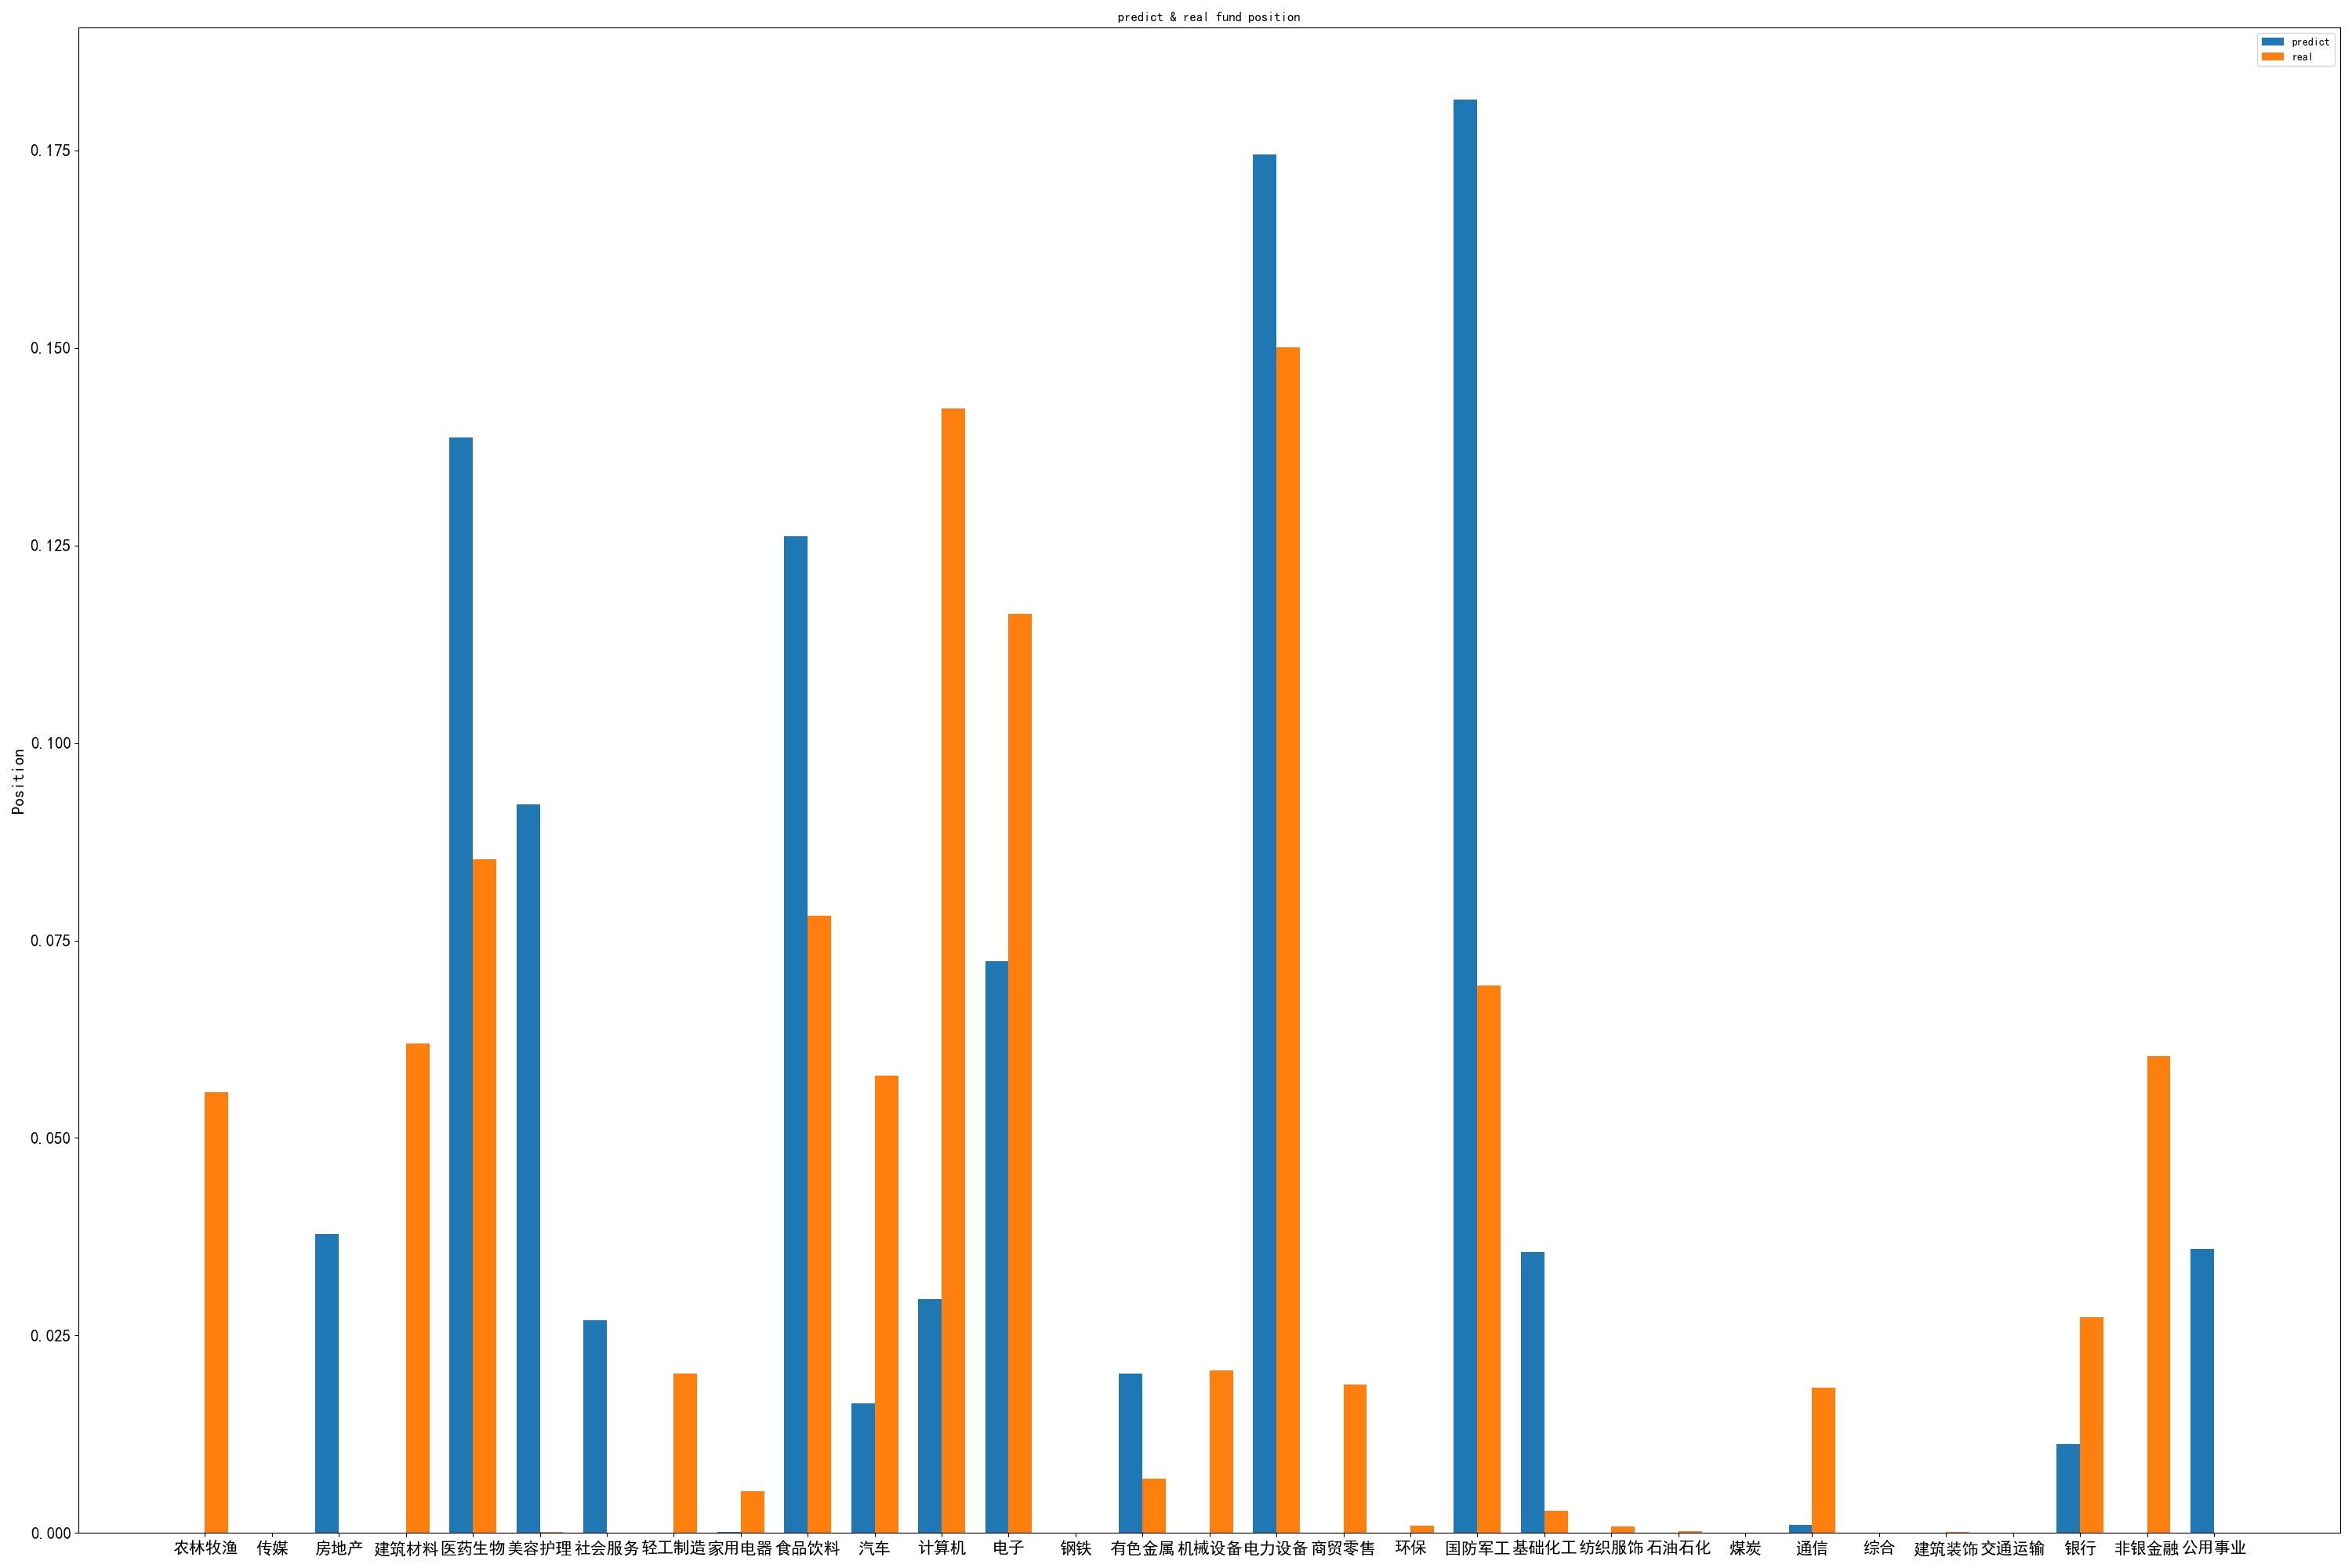 predict & real fund position
predict
real
Position
0.175
0.150
0.125
0.100
0.075
0.050
0.025
0.000
农林牧渔 传媒 房地产 建筑材料 医药生物 美容护理 社会服务 轻工制造 家用电器 食品饮料 汽车 计算机 电子 钢铁 有色金属 机械设备 电力设备 商贸零售 环保 国防军工 基础化工 纺织服饰 石油石化 煤炭 通信 综合 建筑装饰 交通运输 银行 非银金融 公用事业